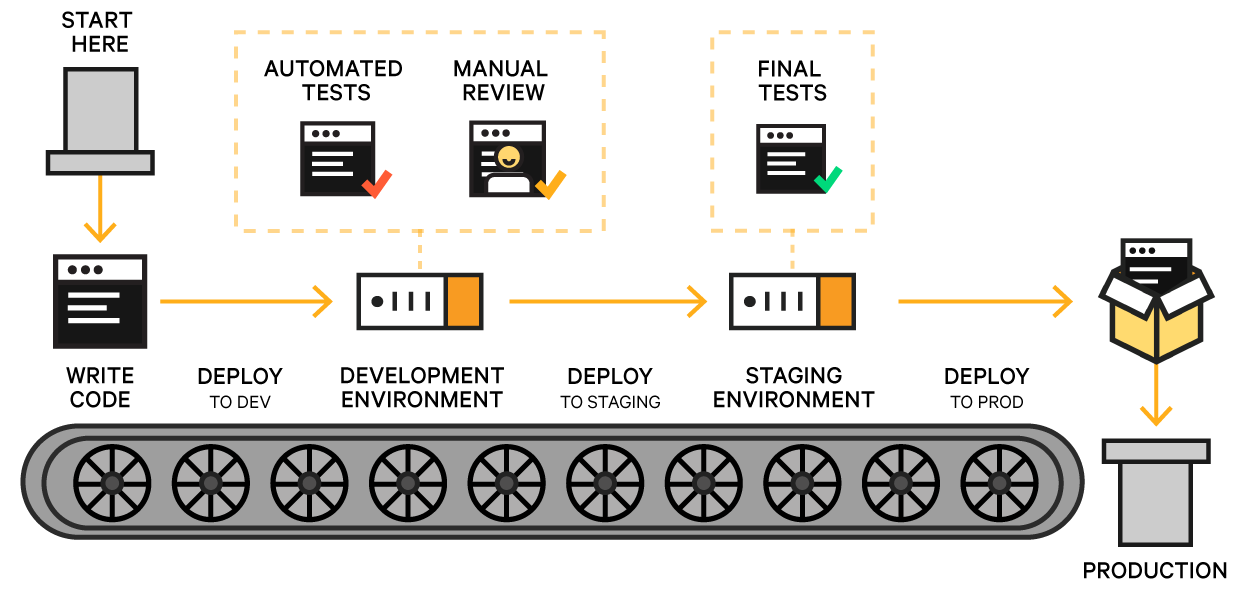 START
HERE
AUTOMATED
TESTS
MANUAL
REVIEW
FINAL
TESTS
WRITE
CODE
DEPLOY
TO DEV
DEVELOPMENT
ENVIRONMENT
DEPLOY
TO STAGING
STAGING
ENVIRONMENT
DEPLOY
TO PROD
PRODUCTION